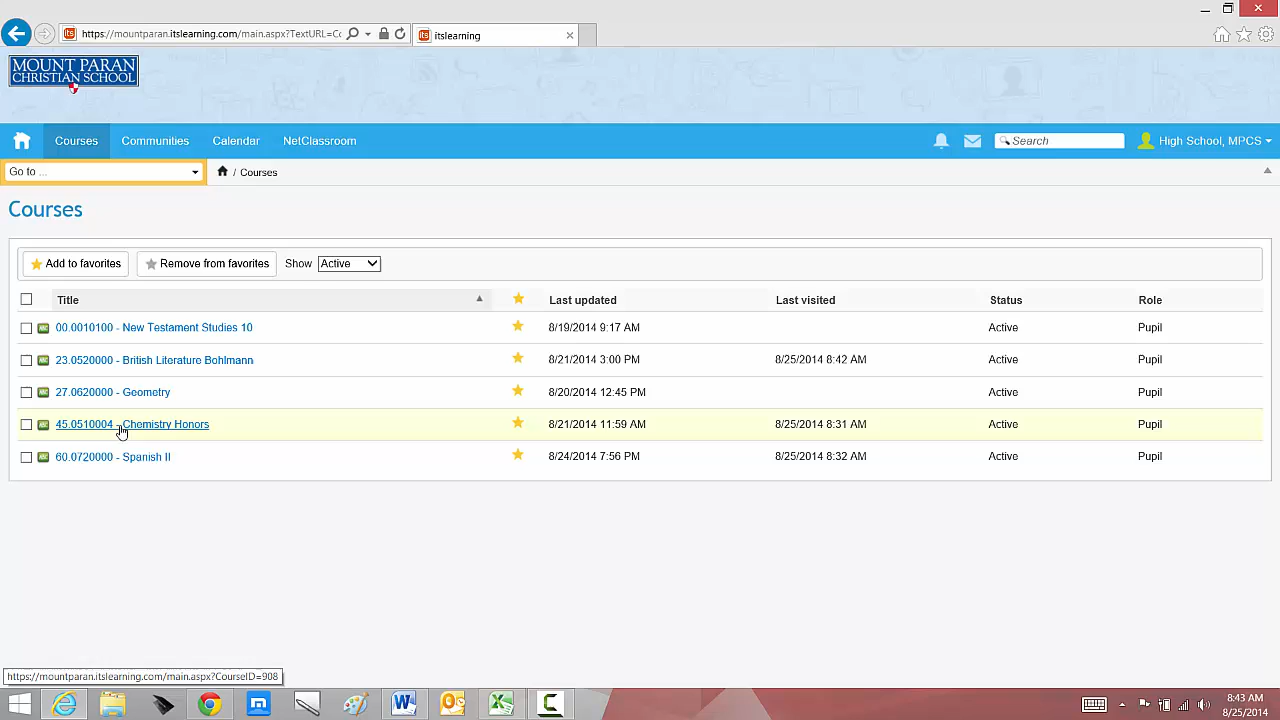 https://mountparan.itslearning.com/main.aspx?TextURL=Cc
its itslearning
MOUNT PARAN
CHRISTIAN SCHOOL
Courses Communities Calendar NetClassroom Search High School, MPCS
Go to ... / Courses
Courses
Add to favorites Remove from favorites Show Active
Title Last updated Last visited Status Role
00.0010100 - New Testament Studies 10 8/19/2014 9:17 AM Active Pupil
23.0520000 - British Literature Bohlmann 8/21/2014 3:00 PM 8/25/2014 8:42 AM Active Pupil
27.0620000 - Geometry 8/20/2014 12:45 PM Active Pupil
45.0510004 - Chemistry Honors 8/21/2014 11:59 AM 8/25/2014 8:31 AM Active Pupil
60.0720000 - Spanish II 8/24/2014 7:56 PM 8/25/2014 8:32 AM Active Pupil
https://mountparan.itslearning.com/main.aspx?CourseID=908
8:43 AM
8/25/2014